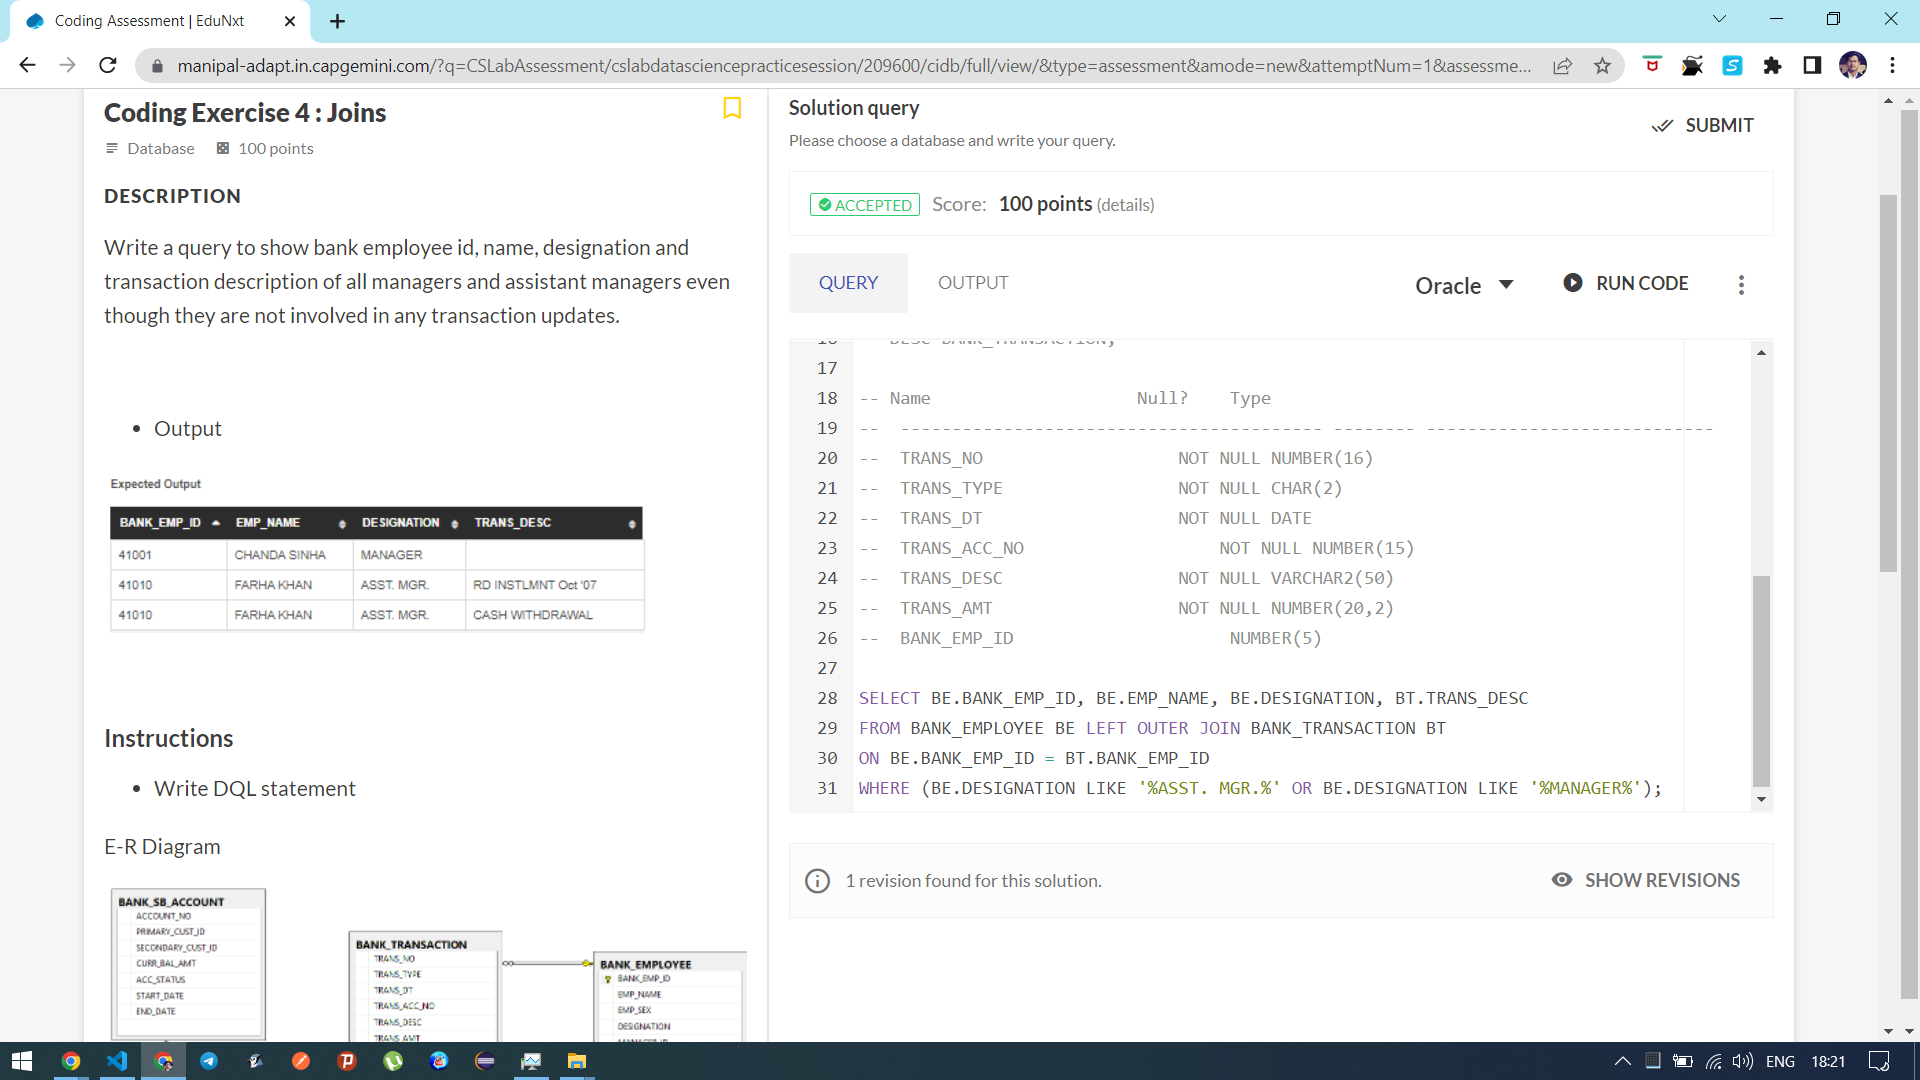 Coding Assessment | EduNxt
manipal-adapt.in.capgemini.com/?q=CSLabAssessment/cslabdatasciencepracticesession/209600/cidb/full/view/&type=assessment&amode=new&attemptNum=1&assessme...
Coding Exercise 4 : Joins
Database 100 points
DESCRIPTION
Write a query to show bank employee id, name, designation and
transaction description of all managers and assistant managers even
though they are not involved in any transaction updates.
• Output
Expected Output
BANK_EMP_ID EMP_NAME DESIGNATION TRANS_DESC
41001 CHANDA SINHA MANAGER
41010 FARHA KHAN ASST. MGR. RD INSTLMNT Oct '07
41010 FARHA KHAN ASST. MGR. CASH WITHDRAWAL
Instructions
• Write DQL statement
E-R Diagram
BANK_SB_ACCOUNT
ACCOUNT_NO
PRIMARY_CUST_ID
SECONDARY_CUST_ID
CURR_BAL_AMT
ACC_STATUS
START_DATE
END_DATE
BANK_TRANSACTION
TRANS_NO
TRANS_TYPE
TRANS_DT
TRANS_ACC_NO
TRANS_DESC
TRANS_AMT
BANK_EMPLOYEE
BANK_EMP_ID
EMP_NAME
EMP_SEX
DESIGNATION
Solution query
Please choose a database and write your query.
SUBMIT
ACCEPTED Score: 100 points (details)
QUERY OUTPUT Oracle RUN CODE
16 -- DESC BANK_TRANSACTION;
17
18 -- Name Null? Type
19 -- ----------------------------------------- -------- ----------------------------
20 -- TRANS_NO NOT NULL NUMBER(16)
21 -- TRANS_TYPE NOT NULL CHAR(2)
22 -- TRANS_DT NOT NULL DATE
23 -- TRANS_ACC_NO NOT NULL NUMBER(15)
24 -- TRANS_DESC NOT NULL VARCHAR2(50)
25 -- TRANS_AMT NOT NULL NUMBER(20,2)
26 -- BANK_EMP_ID NUMBER(5)
27
28 SELECT BE.BANK_EMP_ID, BE.EMP_NAME, BE.DESIGNATION, BT.TRANS_DESC
29 FROM BANK_EMPLOYEE BE LEFT OUTER JOIN BANK_TRANSACTION BT
30 ON BE.BANK_EMP_ID = BT.BANK_EMP_ID
31 WHERE (BE.DESIGNATION LIKE '%ASST. MGR.%' OR BE.DESIGNATION LIKE '%MANAGER%');
1 revision found for this solution. SHOW REVISIONS
ENG 18:21